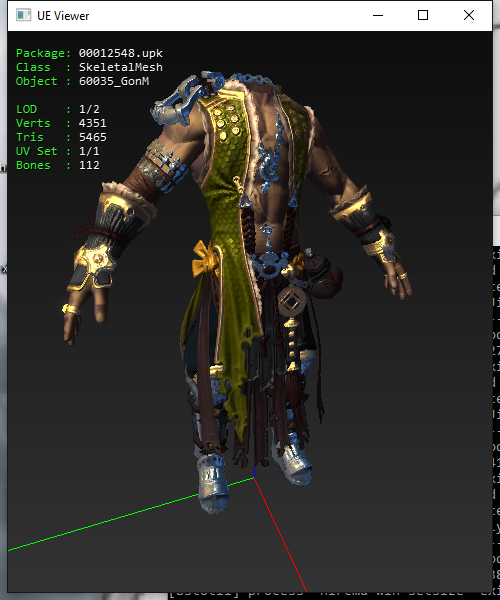 UE Viewer
Package: 00012548.upk
Class : SkeletalMesh
Object : 60035_GonM
LOD : 1/2
Verts : 4351
Tris : 5465
UV Set : 1/1
Bones : 112